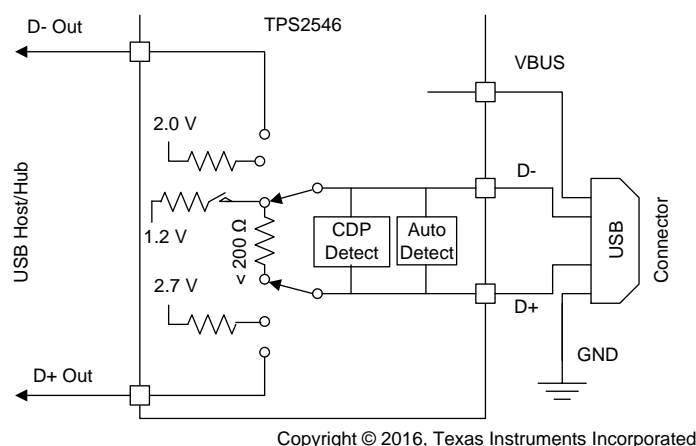 D- Out
TPS2546
VBUS
2.0 V
D-
1.2 V
< 200 Ω
CDP
Detect
Auto
Detect
USB Host/Hub
USB
Connector
2.7 V
D+
GND
D+ Out
Copyright © 2016, Texas Instruments Incorporated